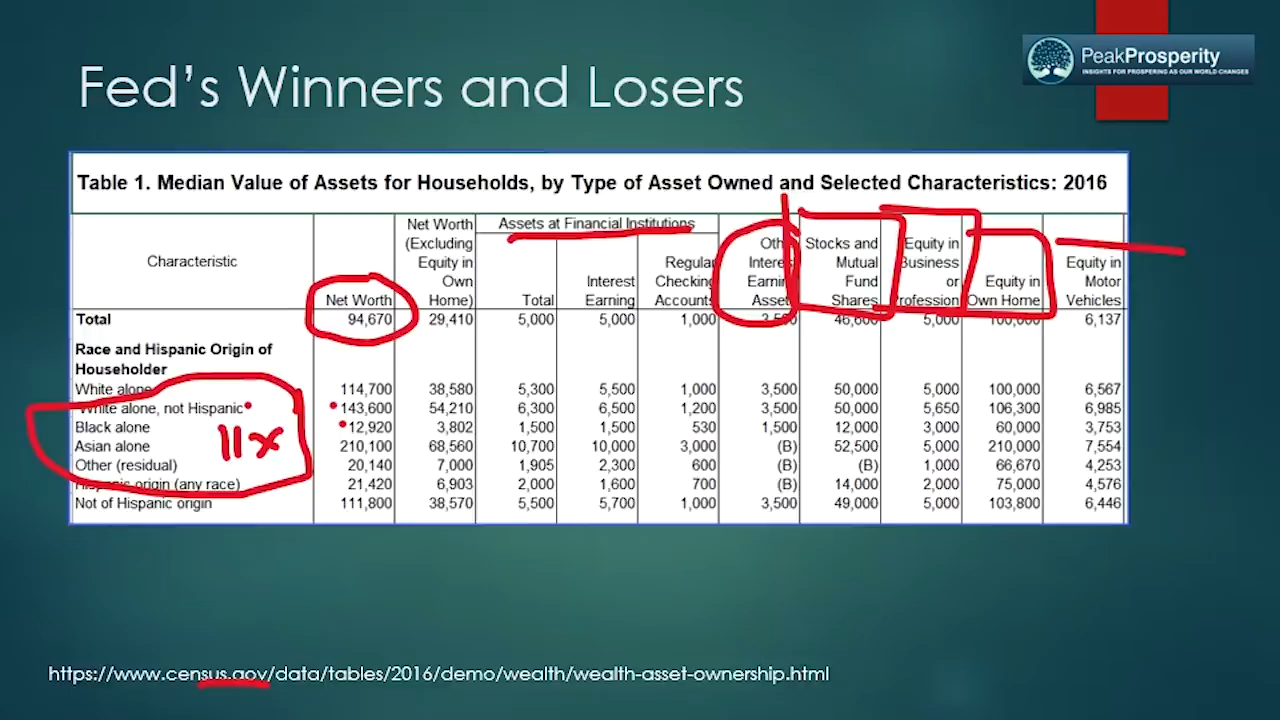 PeakProsperity
INSIGHTS FOR PROSPERING AS OUR WORLD CHANGES
Fed's Winners and Losers
Table 1. Median Value of Assets for Households, by Type of Asset Owned and Selected Characteristics: 2016
Characteristic
Net Worth
Net Worth
(Excluding
Equity in
Own
Home)
Assets at Financial Institutions
Total
Interest
Earning
Regular
Checking
Accounts
Other
Interest
Earning
Assets
Stocks and
Mutual
Fund
Shares
Equity in
Business
or
Profession
Equity in
Own Home
Equity in
Motor
Vehicles
Total 94,670 29,410 5,000 5,000 1,000 3,500 46,600 5,000 100,000 6,137
Race and Hispanic Origin of
Householder
White alone 114,700 38,580 5,300 5,500 1,000 3,500 50,000 5,000 100,000 6,567
White alone, not Hispanic 143,600 54,210 6,300 6,500 1,200 3,500 50,000 5,650 106,300 6,985
Black alone 12,920 3,802 1,500 1,500 530 1,500 12,000 3,000 60,000 3,753
Asian alone 210,100 68,560 10,700 10,000 3,000 (B) 52,500 5,000 210,000 7,554
Other (residual) 20,140 7,000 1,905 2,300 600 (B) (B) 1,000 66,670 4,253
Hispanic origin (any race) 21,420 6,903 2,000 1,600 700 (B) 14,000 2,000 75,000 4,576
Not of Hispanic origin 111,800 38,570 5,500 5,700 1,000 3,500 49,000 5,000 103,800 6,446
11x
https://www.census.gov/data/tables/2016/demo/wealth/wealth-asset-ownership.html